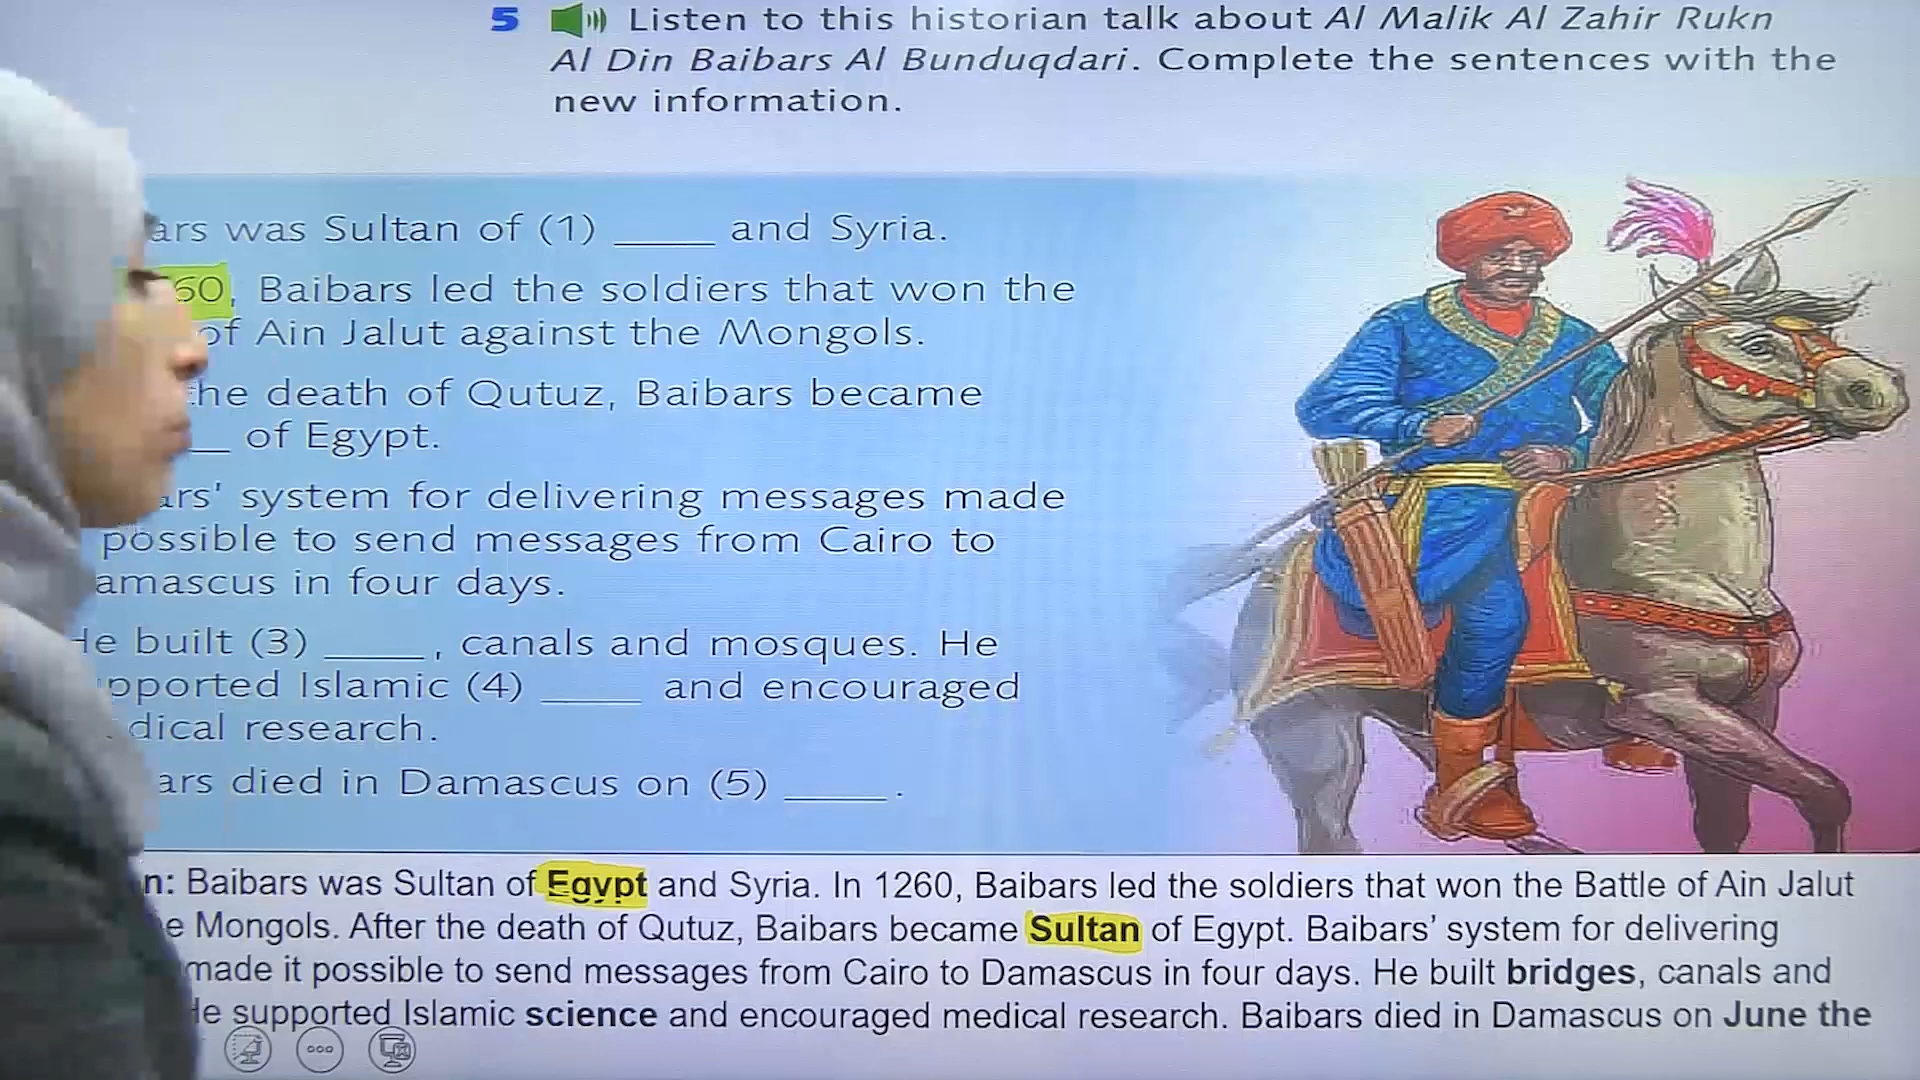 5 Listen to this historian talk about Al Malik Al Zahir Rukn
Al Din Baibars Al Bunduqdari. Complete the sentences with the
new information.
ars was Sultan of (1) ____ and Syria.
60, Baibars led the soldiers that won the
of Ain Jalut against the Mongols.
the death of Qutuz, Baibars became
__ of Egypt.
ars' system for delivering messages made
possible to send messages from Cairo to
amascus in four days.
He built (3) ____, canals and mosques. He
pported Islamic (4) ____ and encouraged
dical research.
ars died in Damascus on (5) ____.
n: Baibars was Sultan of Egypt and Syria. In 1260, Baibars led the soldiers that won the Battle of Ain Jalut
e Mongols. After the death of Qutuz, Baibars became Sultan of Egypt. Baibars' system for delivering
made it possible to send messages from Cairo to Damascus in four days. He built bridges, canals and
He supported Islamic science and encouraged medical research. Baibars died in Damascus on June the